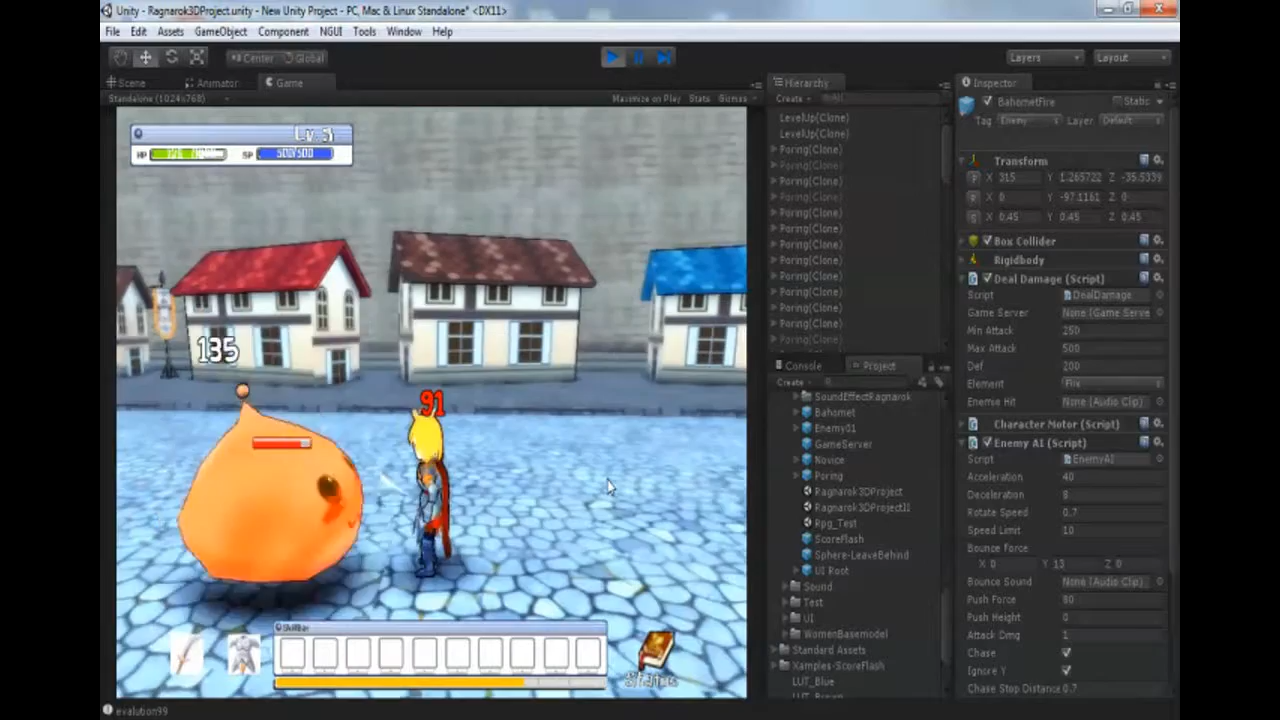 Unity - Ragnarok3DProject.unity - New Unity Project - PC, Mac & Linux Standalone* <DX11>
File Edit Assets GameObject Component NGUI Tools Window Help
Center Global Layers Layout
Scene Animator Game
Standalone (1024x768) Maximize on Play Stats Gizmos
HP SP 500/500
135
91
SkillBar
Status
Hierarchy
Create
LevelUp(Clone)
LevelUp(Clone)
Poring(Clone)
Poring(Clone)
Poring(Clone)
Poring(Clone)
Poring(Clone)
Poring(Clone)
Poring(Clone)
Poring(Clone)
Poring(Clone)
Poring(Clone)
Poring(Clone)
Poring(Clone)
Poring(Clone)
Console Project
Create
SoundEffectRagnarok
Bahomet
Enemy01
GameServer
Novice
Poring
Ragnarok3DProject
Ragnarok3DProjectII
Rpg_Test
ScoreFlash
Sphere-LeaveBehind
UI Root
Sound
Test
UI
WomenBasemodel
Standard Assets
Xamples-ScoreFlash
LUT_Blue
Inspector
BahometFire Static
Tag Enemy Layer Default
Transform
P X 315 Y 1.265722 Z -35.5339
R X 0 Y -97.1161 Z 0
S X 0.45 Y 0.45 Z 0.45
Box Collider
Rigidbody
Deal Damage (Script)
Script DealDamage
Game Server None (Game Serve
Min Attack 250
Max Attack 500
Def 200
Element Fire
Enemie Hit None (Audio Clip)
Character Motor (Script)
Enemy AI (Script)
Script EnemyAI
Acceleration 40
Deceleration 8
Rotate Speed 0.7
Speed Limit 10
Bounce Force
X 0 Y 13 Z 0
Bounce Sound None (Audio Clip)
Push Force 80
Push Height 0
Attack Dmg 1
Chase
Ignore Y
Chase Stop Distance 0.7
evalution99